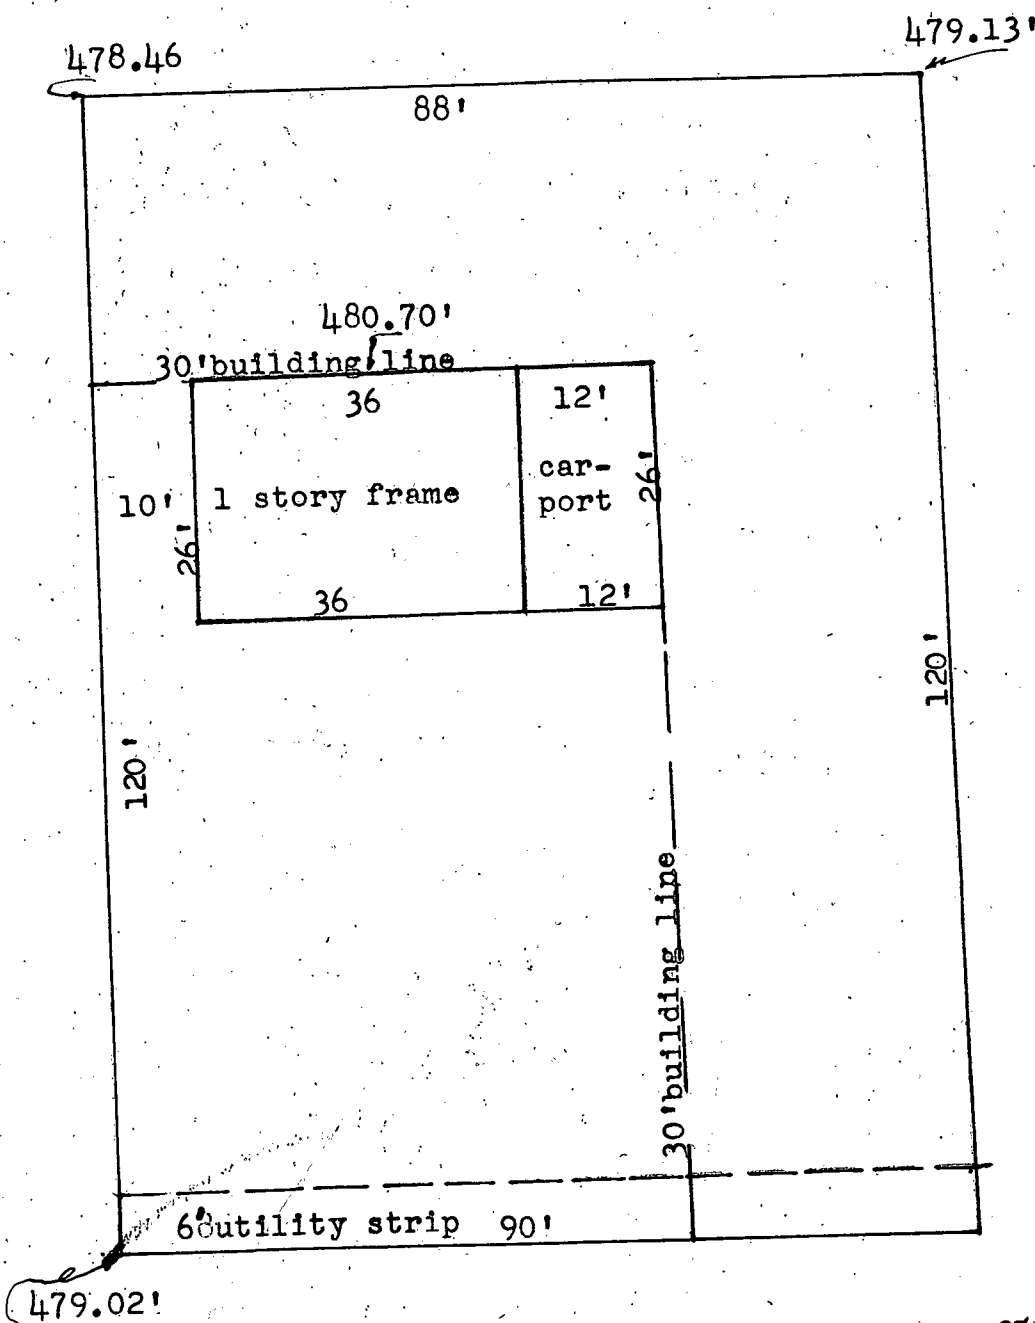 479.13'
478.46
88'
480.70'
30'building line
36
12'
car-
port
26'
10'
1 story frame
26'
36
12'
120'
120'
30'building line
6' utility strip 90'
479.02'